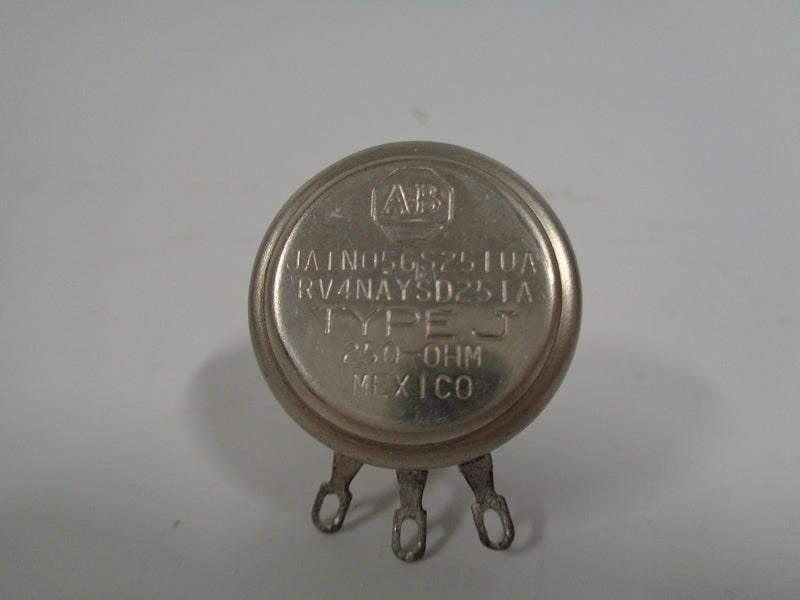 AB
JA1N056S251UA
RV4NAYSD251A
TYPE J
250-OHM
MEXICO